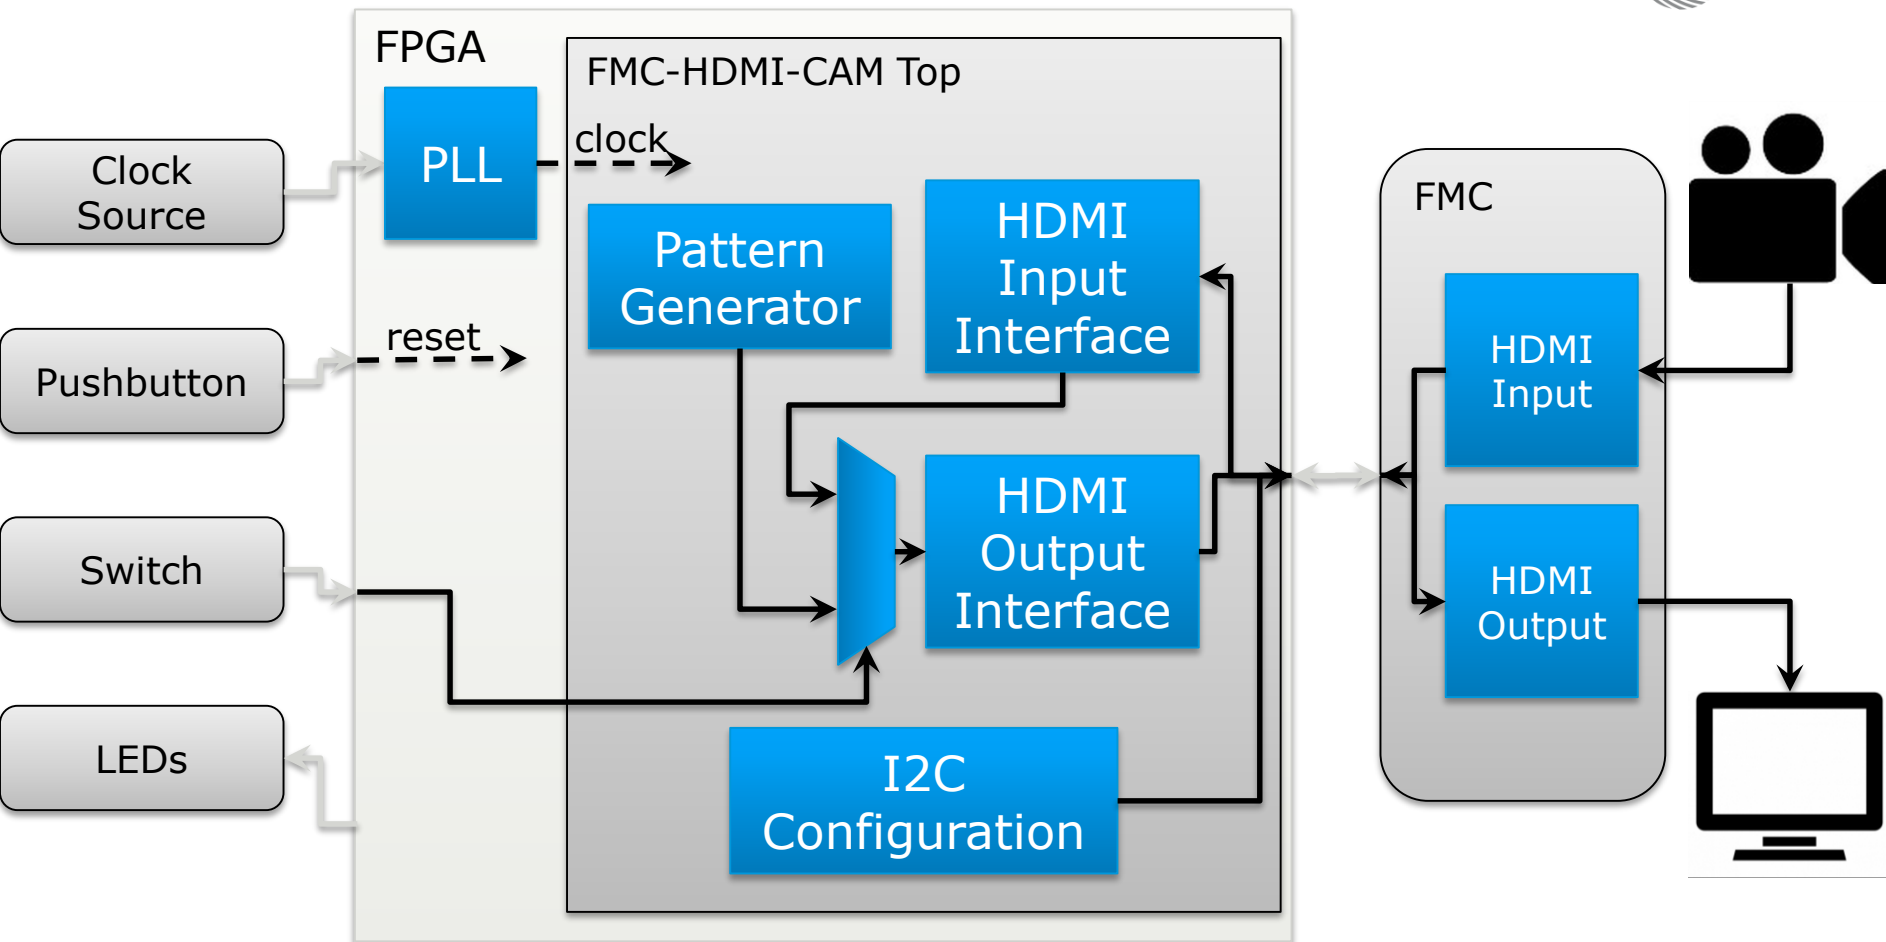 FPGA
FMC-HDMI-CAM Top
PLL
clock
Clock
Source
Pattern
Generator
HDMI
Input
Interface
FMC
reset
Pushbutton
HDMI
Input
HDMI
Output
Interface
Switch
HDMI
Output
LEDs
I2C
Configuration